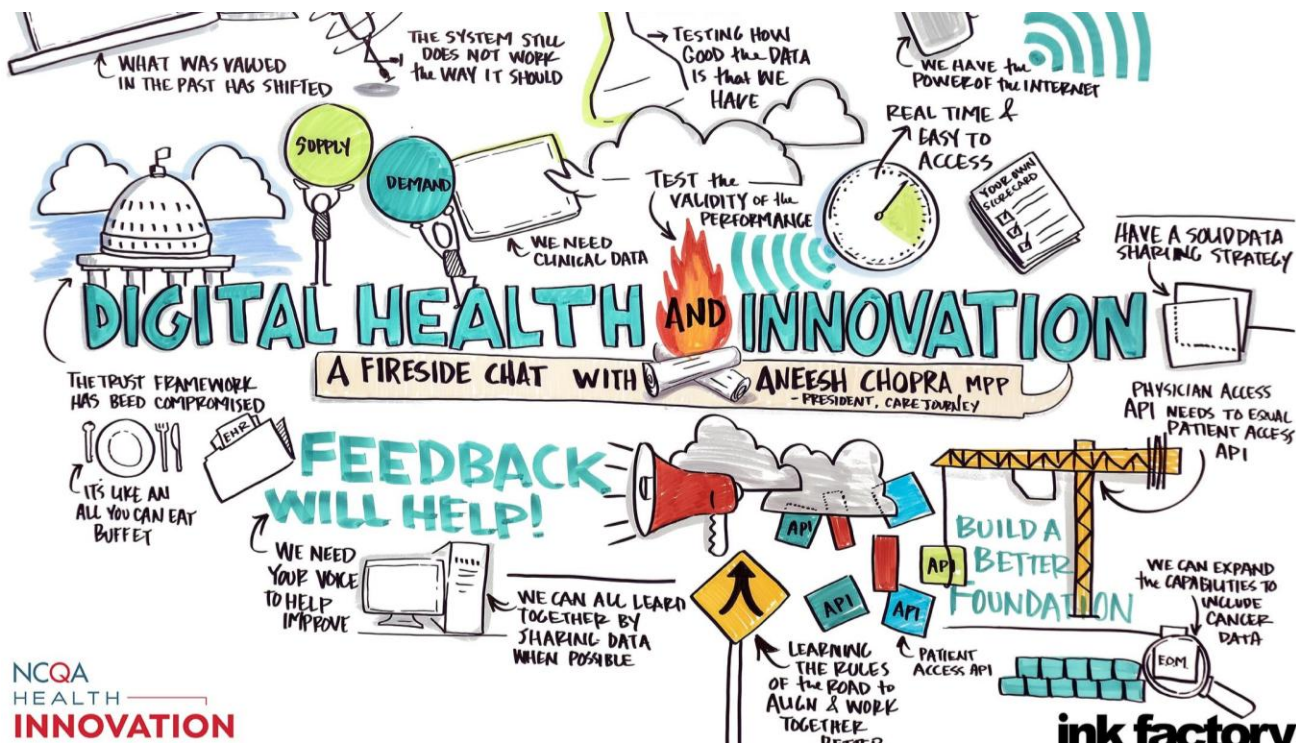 WHAT WAS VALUED
IN THE PAST HAS SHIFTED
THE SYSTEM STILL
DOES NOT WORK
the WAY IT SHOULD
TESTING HOW
GOOD the DATA
IS that WE
HAVE
WE HAVE the
POWER OF the INTERNET
SUPPLY
DEMAND
WE NEED
CLINICAL DATA
TEST the
VALIDITY OF the
PERFORMANCE
REAL TIME &
EASY TO
ACCESS
YOUR OWN
SCORECARD
HAVE A SOLID DATA
SHARING STRATEGY
DIGITAL HEALTH AND INNOVATION
A FIRESIDE CHAT WITH ANEESH CHOPRA MPP
- PRESIDENT, CARE JOURNEY
THE TRUST FRAMEWORK
HAS BEED COMPROMISED
EHR
IT'S LIKE AN
ALL YOU CAN EAT
BUFFET
FEEDBACK
WILL HELP!
WE NEED
YOUR VOICE
TO HELP
IMPROVE
WE CAN ALL LEARN
TOGETHER BY
SHARING DATA
WHEN POSSIBLE
API
API
API
API
LEARNING
THE RULES
OF the ROAD to
ALIGN & WORK
TOGETHER
BETTER
PATIENT
ACCESS API
BUILD A
BETTER
FOUNDATION
PHYSICIAN ACCESS
API NEEDS TO EQUAL
PATIENT ACCESS
API
WE CAN EXPAND
the CAPABILITIES TO
INCLUDE
CANCER
DATA
E.O.M.
NCQA
HEALTH
INNOVATION
ink factory